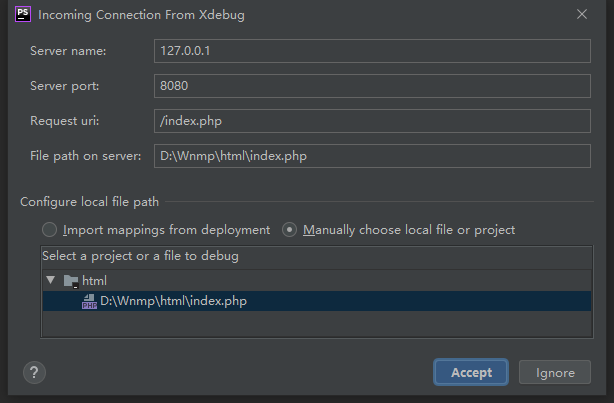 PS
Incoming Connection From Xdebug
Server name: 127.0.0.1
Server port: 8080
Request uri: /index.php
File path on server: D:\Wnmp\html\index.php
Configure local file path
Import mappings from deployment Manually choose local file or project
Select a project or a file to debug
html
PHP D:\Wnmp\html\index.php
? Accept Ignore